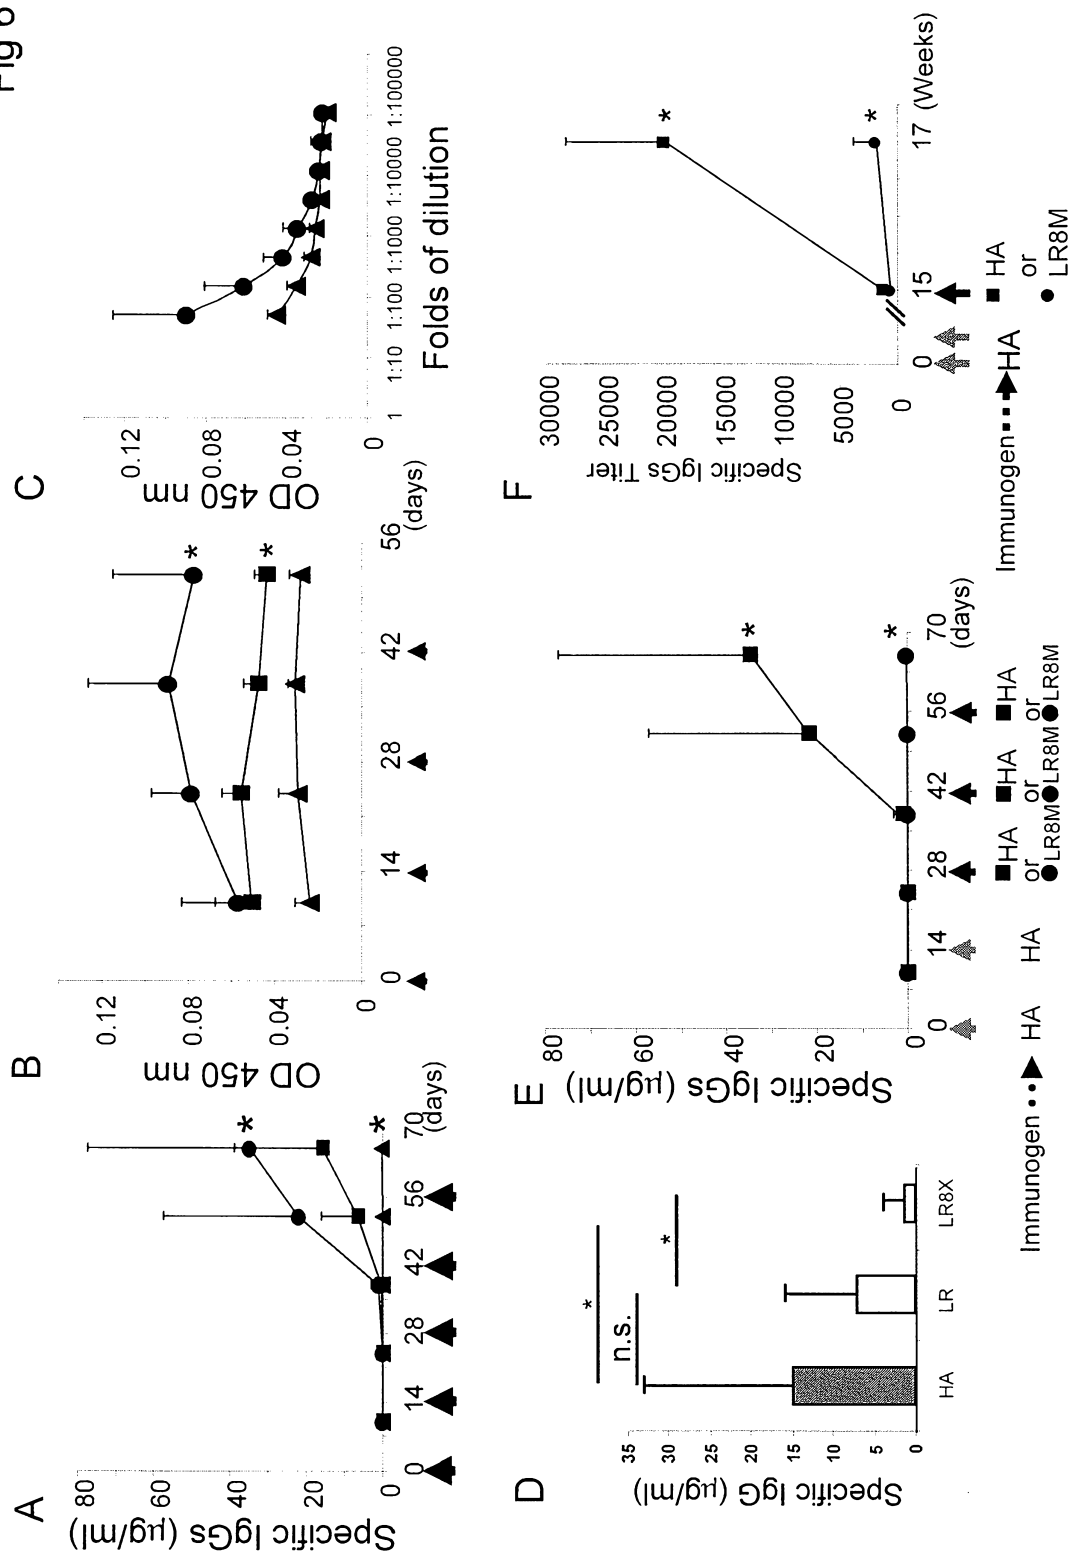 Fig 6
A
Specific IgGs (µg/ml)
80
60
40
20
0
0 14 28 42 56 70
(days)
*
*
B
OD 450 nm
0.12
0.08
0.04
0
0 14 28 42 56
(days)
*
*
C
OD 450 nm
0.12
0.08
0.04
0
1 1:10 1:100 1:1000 1:10000 1:100000
Folds of dilution
D
Specific IgG (µg/ml)
35
30
25
20
15
10
5
0
*
n.s.
*
HA LR LR8X
E
Specific IgGs (µg/ml)
80
60
40
20
0
0 14 28 42 56 70
(days)
*
*
Immunogen HA HA HA HA HA
or or or
LR8M LR8M LR8M
F
Specific IgGs Titer
30000
25000
20000
15000
10000
5000
0
0 15 17 (Weeks)
*
*
Immunogen HA HA
or
LR8M